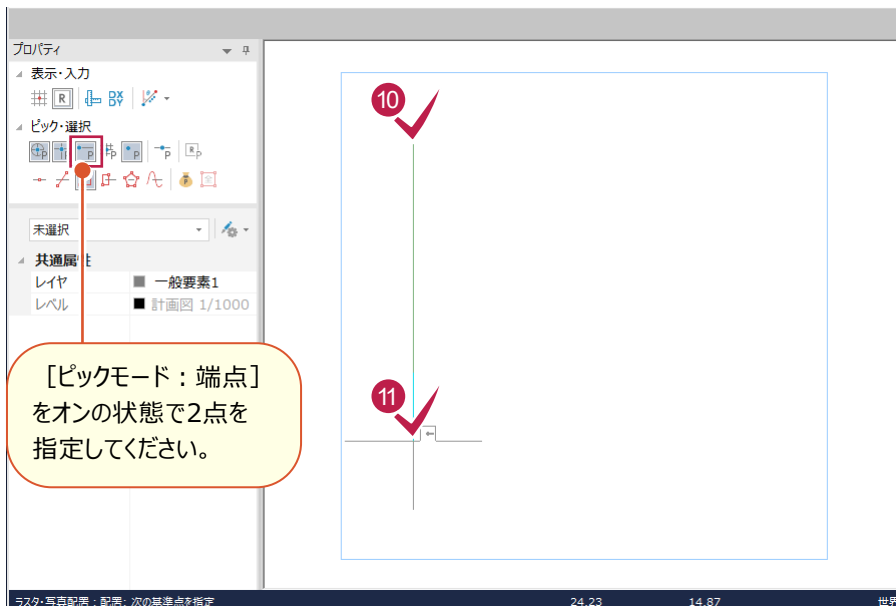 プロパティ
表示・入力
ピック・選択
未選択
共通属
レイヤ 一般要素1
レベル 計画図 1/1000
[ピックモード：端点]
をオンの状態で2点を
指定してください。
10
11
ラスタ・写真配置 : 配置: 次の基準点を指定 24.23 14.87 世界